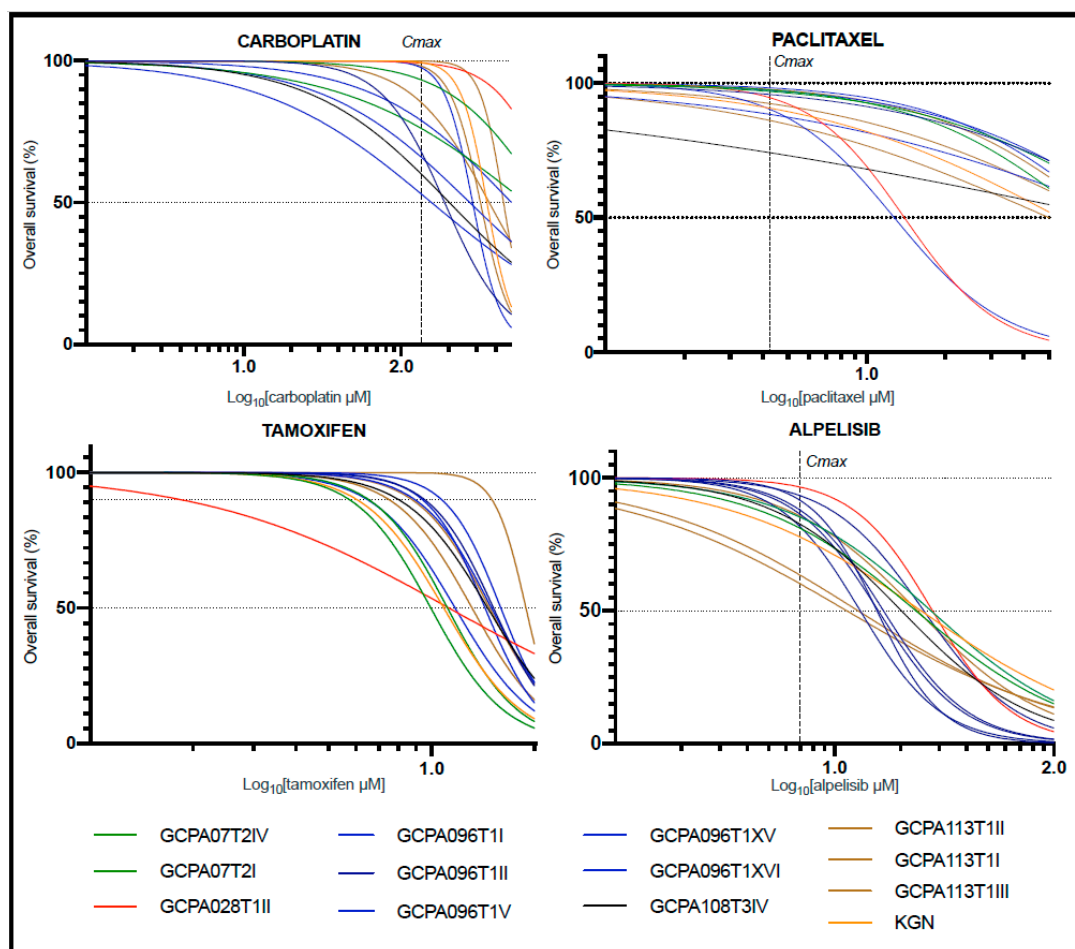 CARBOPLATIN
Cmax
100
50
0
1.0
2.0
Overall survival (%)
Log10[carboplatin µM]
PACLITAXEL
Cmax
100
50
0
1.0
Overall survival (%)
Log10[paclitaxel µM]
TAMOXIFEN
100
50
0
1.0
Overall survival (%)
Log10[tamoxifen µM]
ALPELISIB
Cmax
100
50
0
1.0
2.0
Overall survival (%)
Log10[alpelisib µM]
GCPA07T2IV
GCPA07T2I
GCPA028T1II
GCPA096T1I
GCPA096T1II
GCPA096T1V
GCPA096T1XV
GCPA096T1XVI
GCPA108T3IV
GCPA113T1II
GCPA113T1I
GCPA113T1III
KGN